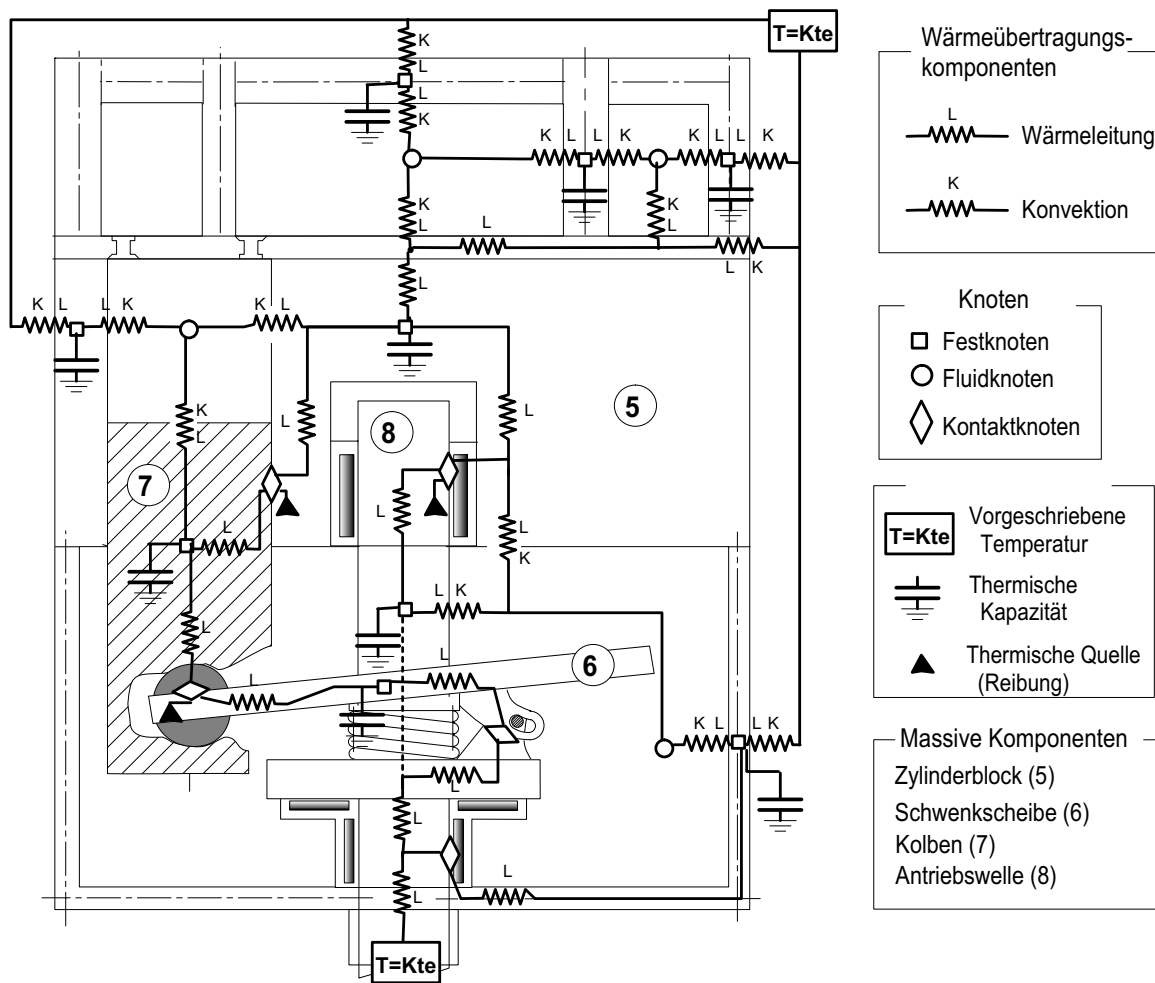 T=Kte
K
L
L
K
K L L K K L L K
K
L
K
L
L
L K
L
K L L K K L
L
L
K
L
5
8
7
L
L
L
K
L K
L
L
6
L
K L L K
L
L
L
L
T=Kte
Wärmeübertragungs-
komponenten
L
Wärmeleitung
K
Konvektion
Knoten
Festknoten
Fluidknoten
Kontaktknoten
T=Kte
Vorgeschriebene
Temperatur
Thermische
Kapazität
Thermische Quelle
(Reibung)
Massive Komponenten
Zylinderblock (5)
Schwenkscheibe (6)
Kolben (7)
Antriebswelle (8)